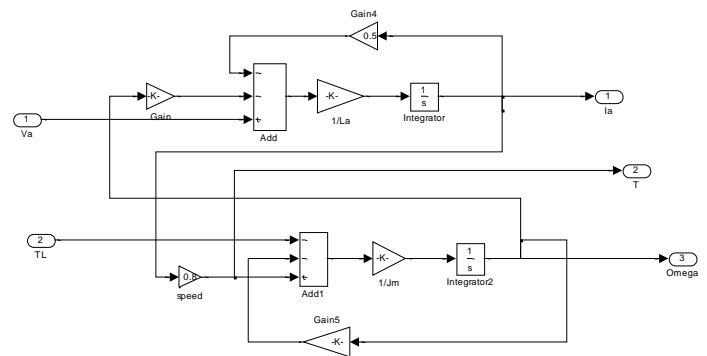 Gain4
0.5
-K-
Gain
1
Va
Add
-K-
1/La
1
s
Integrator
1
Ia
2
T
2
TL
0.8
speed
Add1
-K-
1/Jm
1
s
Integrator2
3
Omega
Gain5
-K-